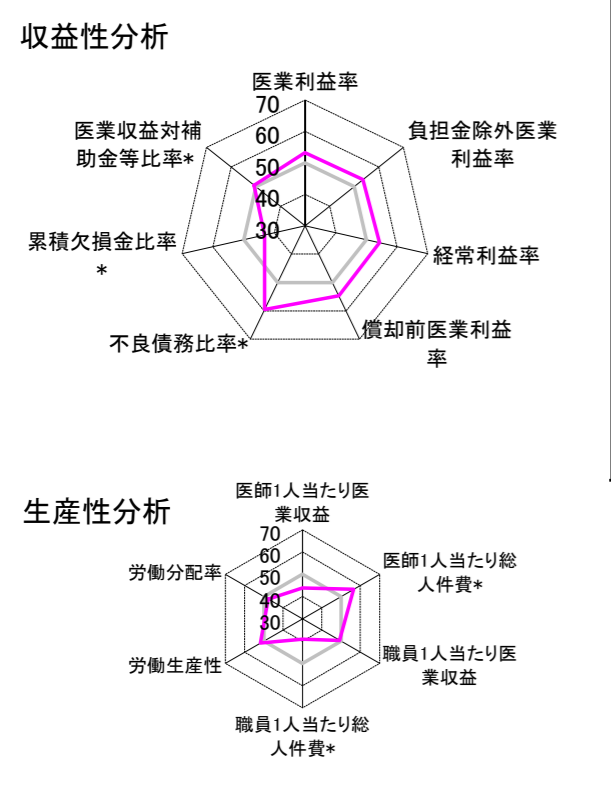 収益性分析
医業利益率
70
60
50
40
30
医業収益対補
助金等比率*
負担金除外医業
利益率
累積欠損金比率
*
経常利益率
不良債務比率*
償却前医業利益
率
生産性分析
医師1人当たり医
業収益
70
60
50
40
30
労働分配率
医師1人当たり総
人件費*
労働生産性
職員1人当たり医
業収益
職員1人当たり総
人件費*